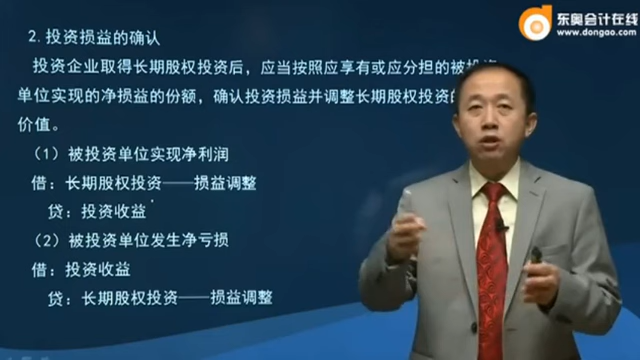 东奥会计在线
www.dongao.com
2.投资损益的确认
投资企业取得长期股权投资后，应当按照应享有或应分担的被投
单位实现的净损益的份额，确认投资损益并调整长期股权投资的
价值。
（1）被投资单位实现净利润
借：长期股权投资——损益调整
贷：投资收益
（2）被投资单位发生净亏损
借：投资收益
贷：长期股权投资——损益调整